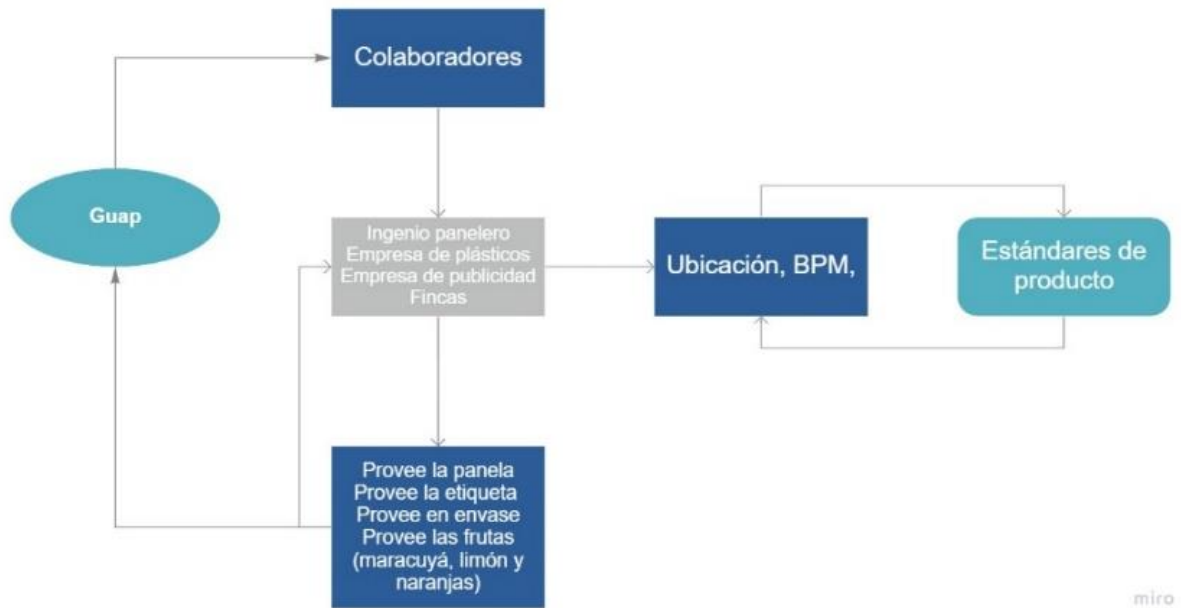 Colaboradores
Guap
Ingenio panelero
Empresa de plásticos
Empresa de publicidad
Fincas
Ubicación, BPM,
Estándares de
producto
Provee la panela
Provee la etiqueta
Provee en envase
Provee las frutas
(maracuyá, limón y
naranjas)
miro